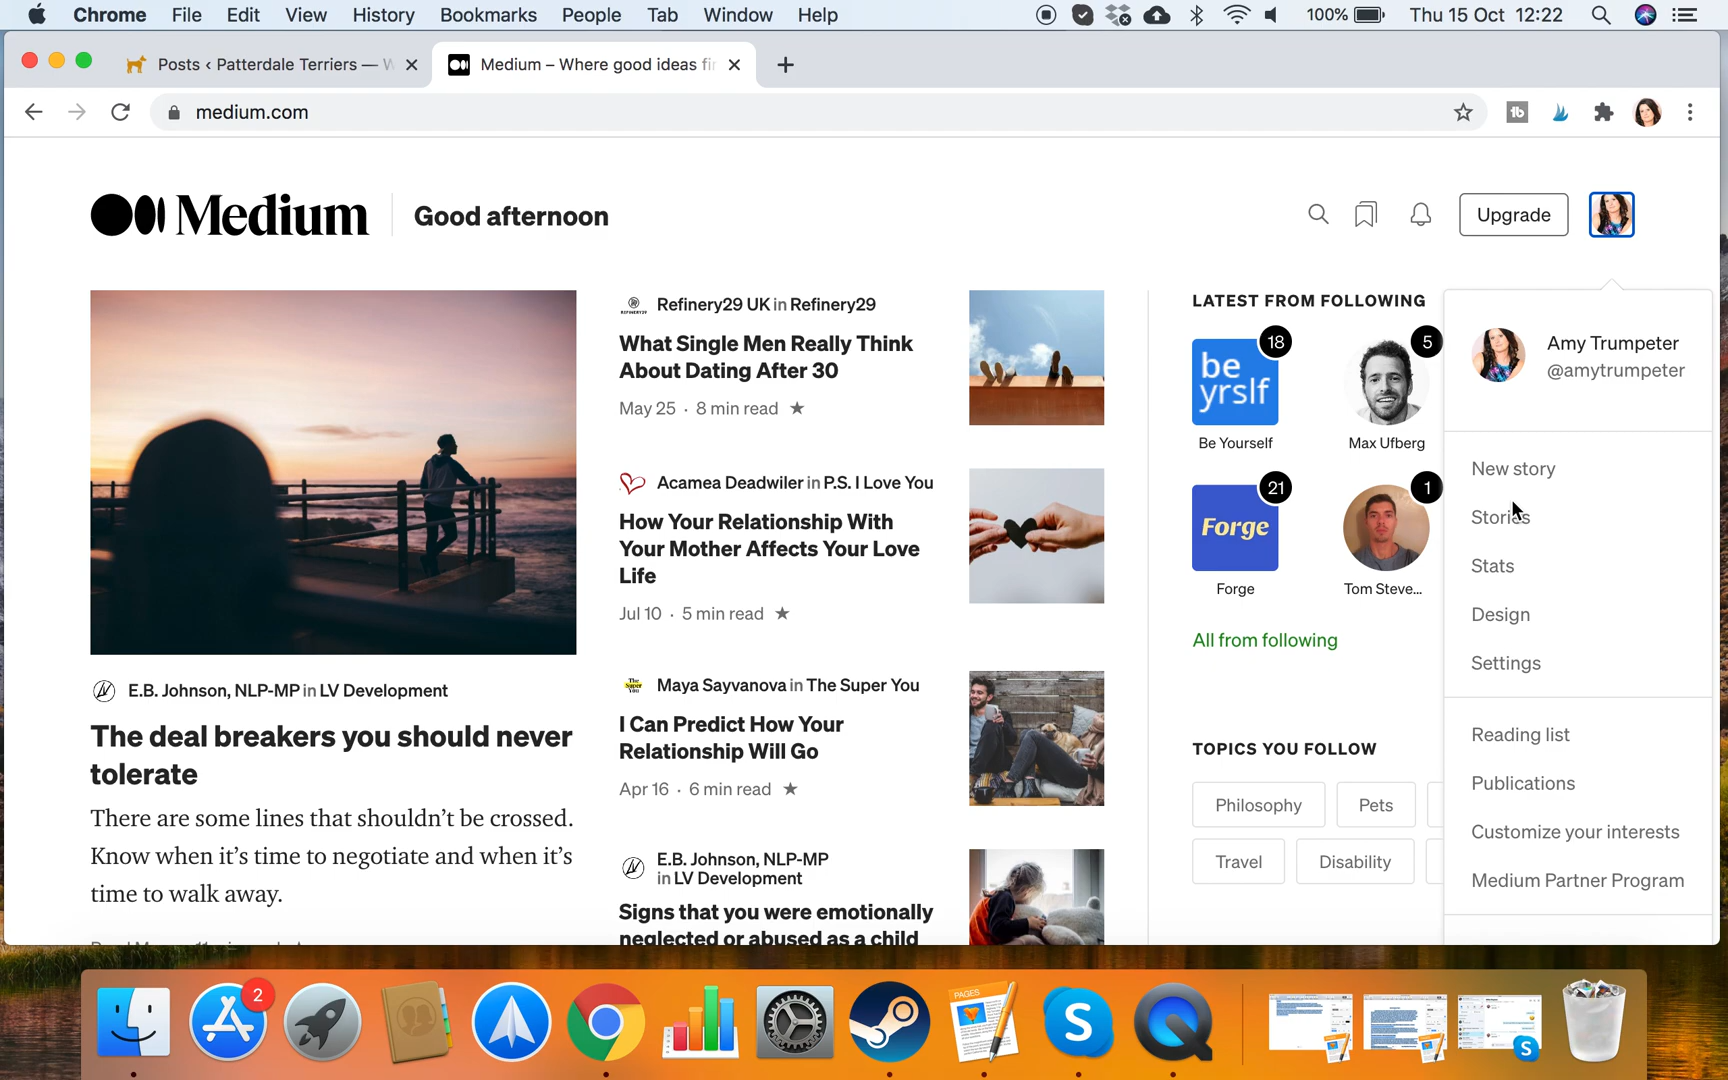 Chrome File Edit View History Bookmarks People Tab Window Help 100% Thu 15 Oct 12:22
Posts ‹ Patterdale Terriers — W
Medium – Where good ideas fi
medium.com
Medium
Good afternoon
Upgrade
Refinery29 UK in Refinery29
What Single Men Really Think
About Dating After 30
May 25 · 8 min read
Acamea Deadwiler in P.S. I Love You
How Your Relationship With
Your Mother Affects Your Love
Life
Jul 10 · 5 min read
The Super You
Maya Sayvanova in The Super You
I Can Predict How Your
Relationship Will Go
Apr 16 · 6 min read
E.B. Johnson, NLP-MP
in LV Development
Signs that you were emotionally
neglected or abused as a child
E.B. Johnson, NLP-MP in LV Development
The deal breakers you should never
tolerate
There are some lines that shouldn’t be crossed.
Know when it’s time to negotiate and when it’s
time to walk away.
LATEST FROM FOLLOWING
18
5
be
yrslf
Be Yourself
Max Ufberg
21
1
Forge
Forge
Tom Steve...
All from following
TOPICS YOU FOLLOW
Philosophy
Pets
Travel
Disability
Amy Trumpeter
@amytrumpeter
New story
Stories
Stats
Design
Settings
Reading list
Publications
Customize your interests
Medium Partner Program
2
PAGES